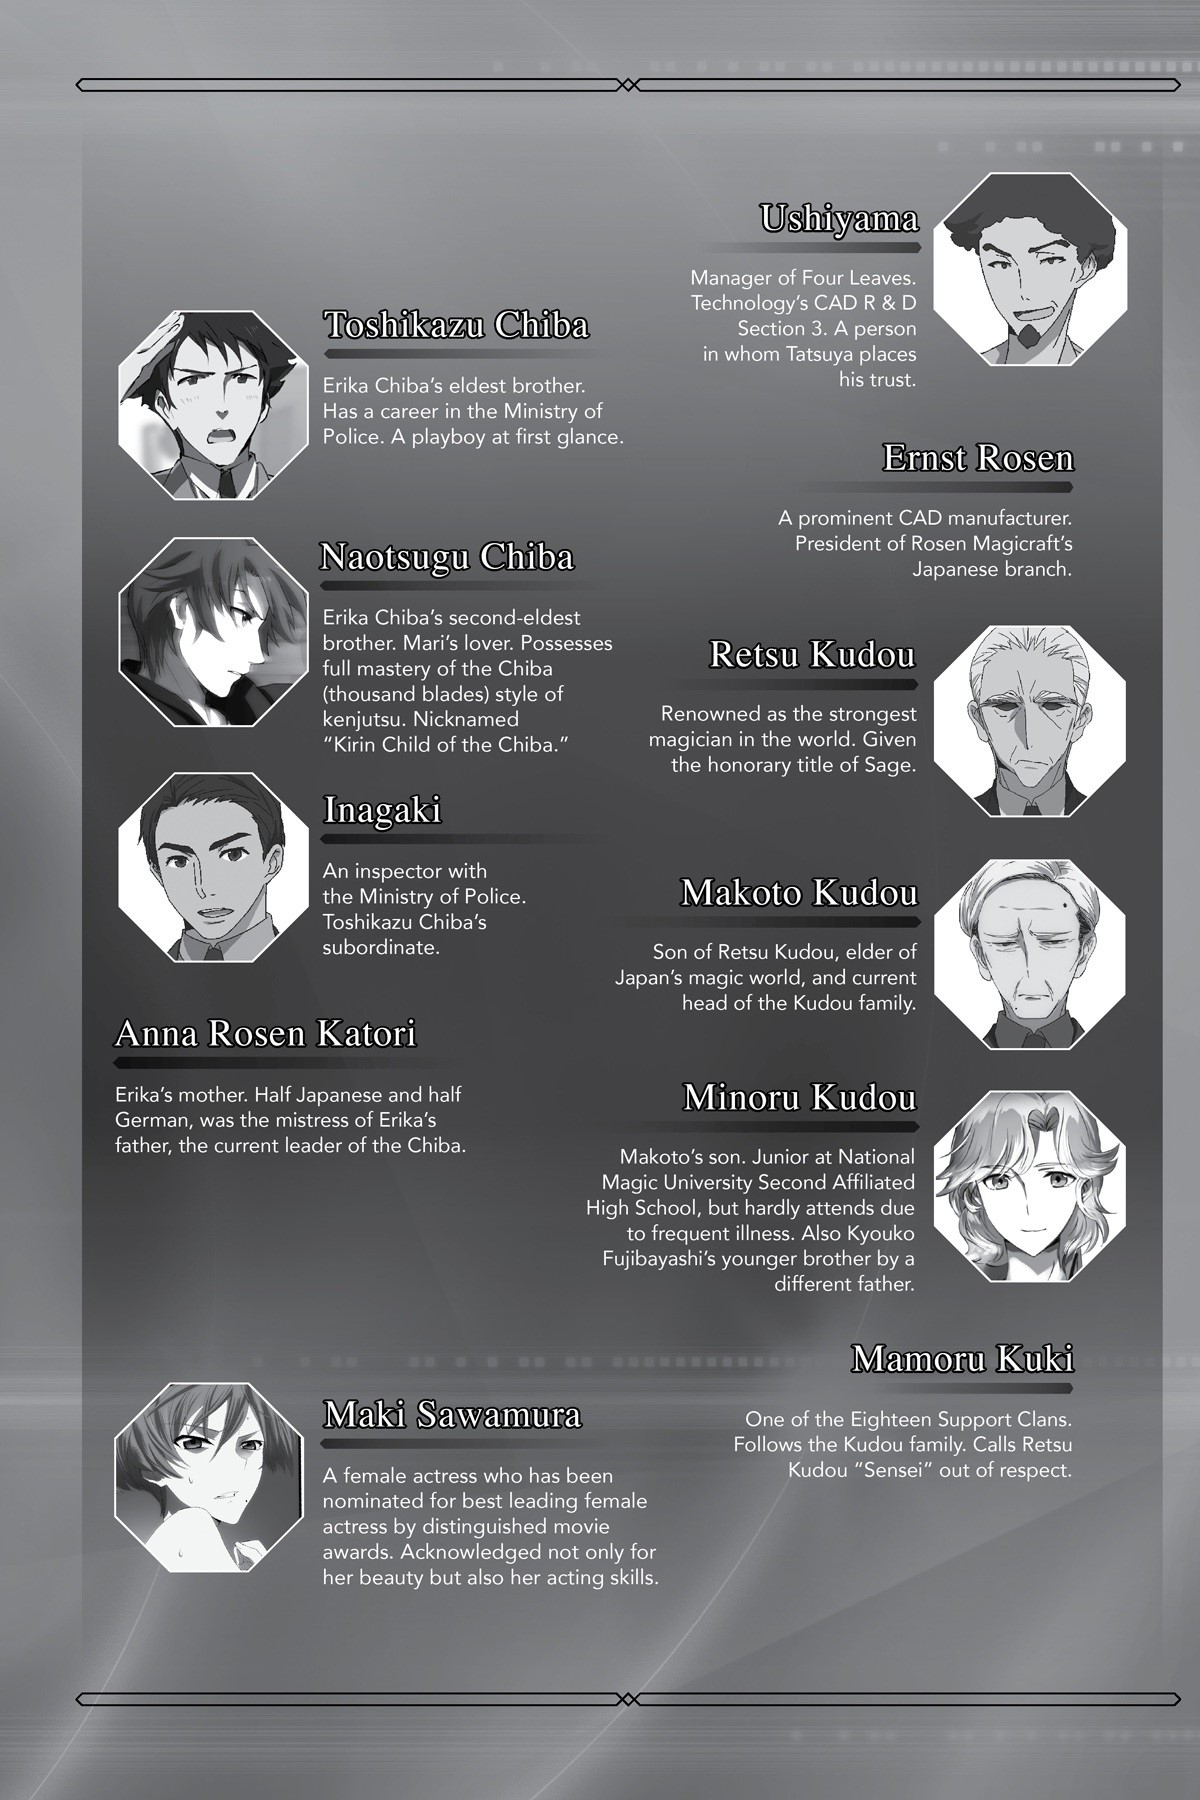 Toshikazu Chiba
Erika Chiba's eldest brother.
Has a career in the Ministry of
Police. A playboy at first glance.
Naotsugu Chiba
Erika Chiba's second-eldest
brother. Mari's lover. Possesses
full mastery of the Chiba
(thousand blades) style of
kenjutsu. Nicknamed
“Kirin Child of the Chiba.”
Inagaki
An inspector with
the Ministry of Police.
Toshikazu Chiba's
subordinate.
Anna Rosen Katori
Erika's mother. Half Japanese and half
German, was the mistress of Erika's
father, the current leader of the Chiba.
Maki Sawamura
A female actress who has been
nominated for best leading female
actress by distinguished movie
awards. Acknowledged not only for
her beauty but also her acting skills.
Ushiyama
Manager of Four Leaves.
Technology's CAD R & D
Section 3. A person
in whom Tatsuya places
his trust.
Ernst Rosen
A prominent CAD manufacturer.
President of Rosen Magicraft's
Japanese branch.
Retsu Kudou
Renowned as the strongest
magician in the world. Given
the honorary title of Sage.
Makoto Kudou
Son of Retsu Kudou, elder of
Japan's magic world, and current
head of the Kudou family.
Minoru Kudou
Makoto's son. Junior at National
Magic University Second Affiliated
High School, but hardly attends due
to frequent illness. Also Kyouko
Fujibayashi's younger brother by a
different father.
Mamoru Kuki
One of the Eighteen Support Clans.
Follows the Kudou family. Calls Retsu
Kudou “Sensei” out of respect.